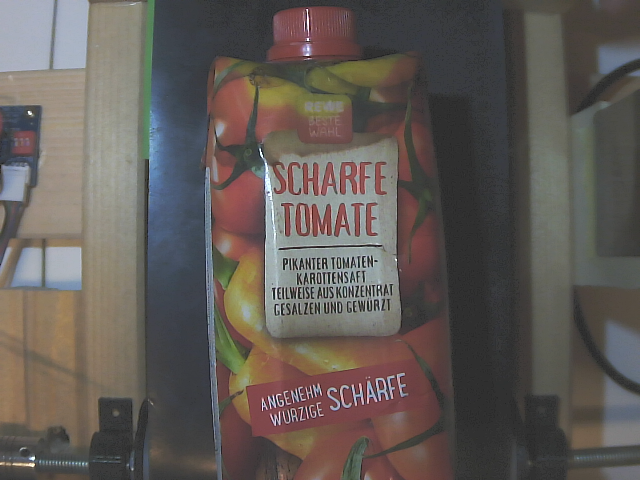 REWE
BESTE
WAHL
SCHARFE
TOMATE
PIKANTER TOMATEN-
KAROTTENSAFT
TEILWEISE AUS KONZENTRAT
GESALZEN UND GEWÜRZT
ANGENEHM
WÜRZIGE SCHÄRFE